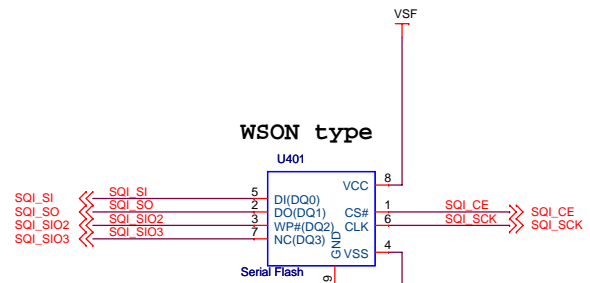 VSF
WSON type
U401
VCC 8
SQI_SI SQI_SI 5 DI(DQ0)
SQI_SO SQI_SO 2 DO(DQ1) CS# 1 SQI_CE SQI_CE
SQI_SIO2 SQI_SIO2 3 WP#(DQ2) CLK 6 SQI_SCK SQI_SCK
SQI_SIO3 SQI_SIO3 7 NC(DQ3)
GND
VSS 4
Serial Flash
9